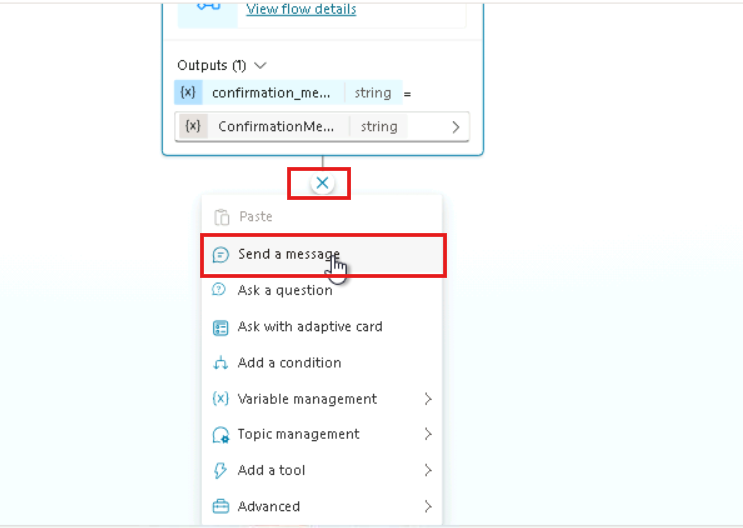 View flow details
Outputs (1)
{x} confirmation_me... string =
{x} ConfirmationMe... string
Paste
Send a message
Ask a question
Ask with adaptive card
Add a condition
{x} Variable management
Topic management
Add a tool
Advanced